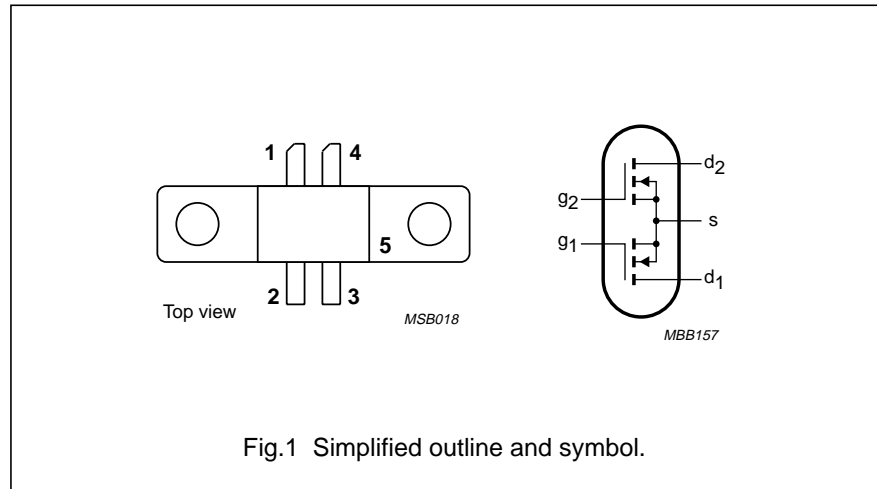 1
4
5
2
3
Top view
MSB018
d2
g2
s
g1
d1
MBB157
Fig.1 Simplified outline and symbol.